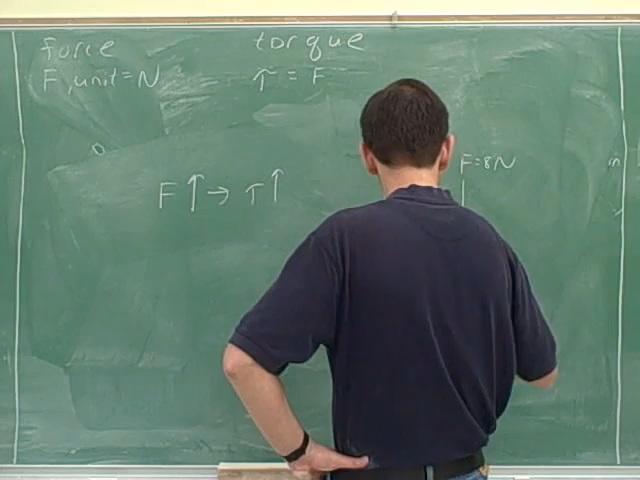 force torque
F, unit=N τ = F
F=8N
F↑→ τ↑